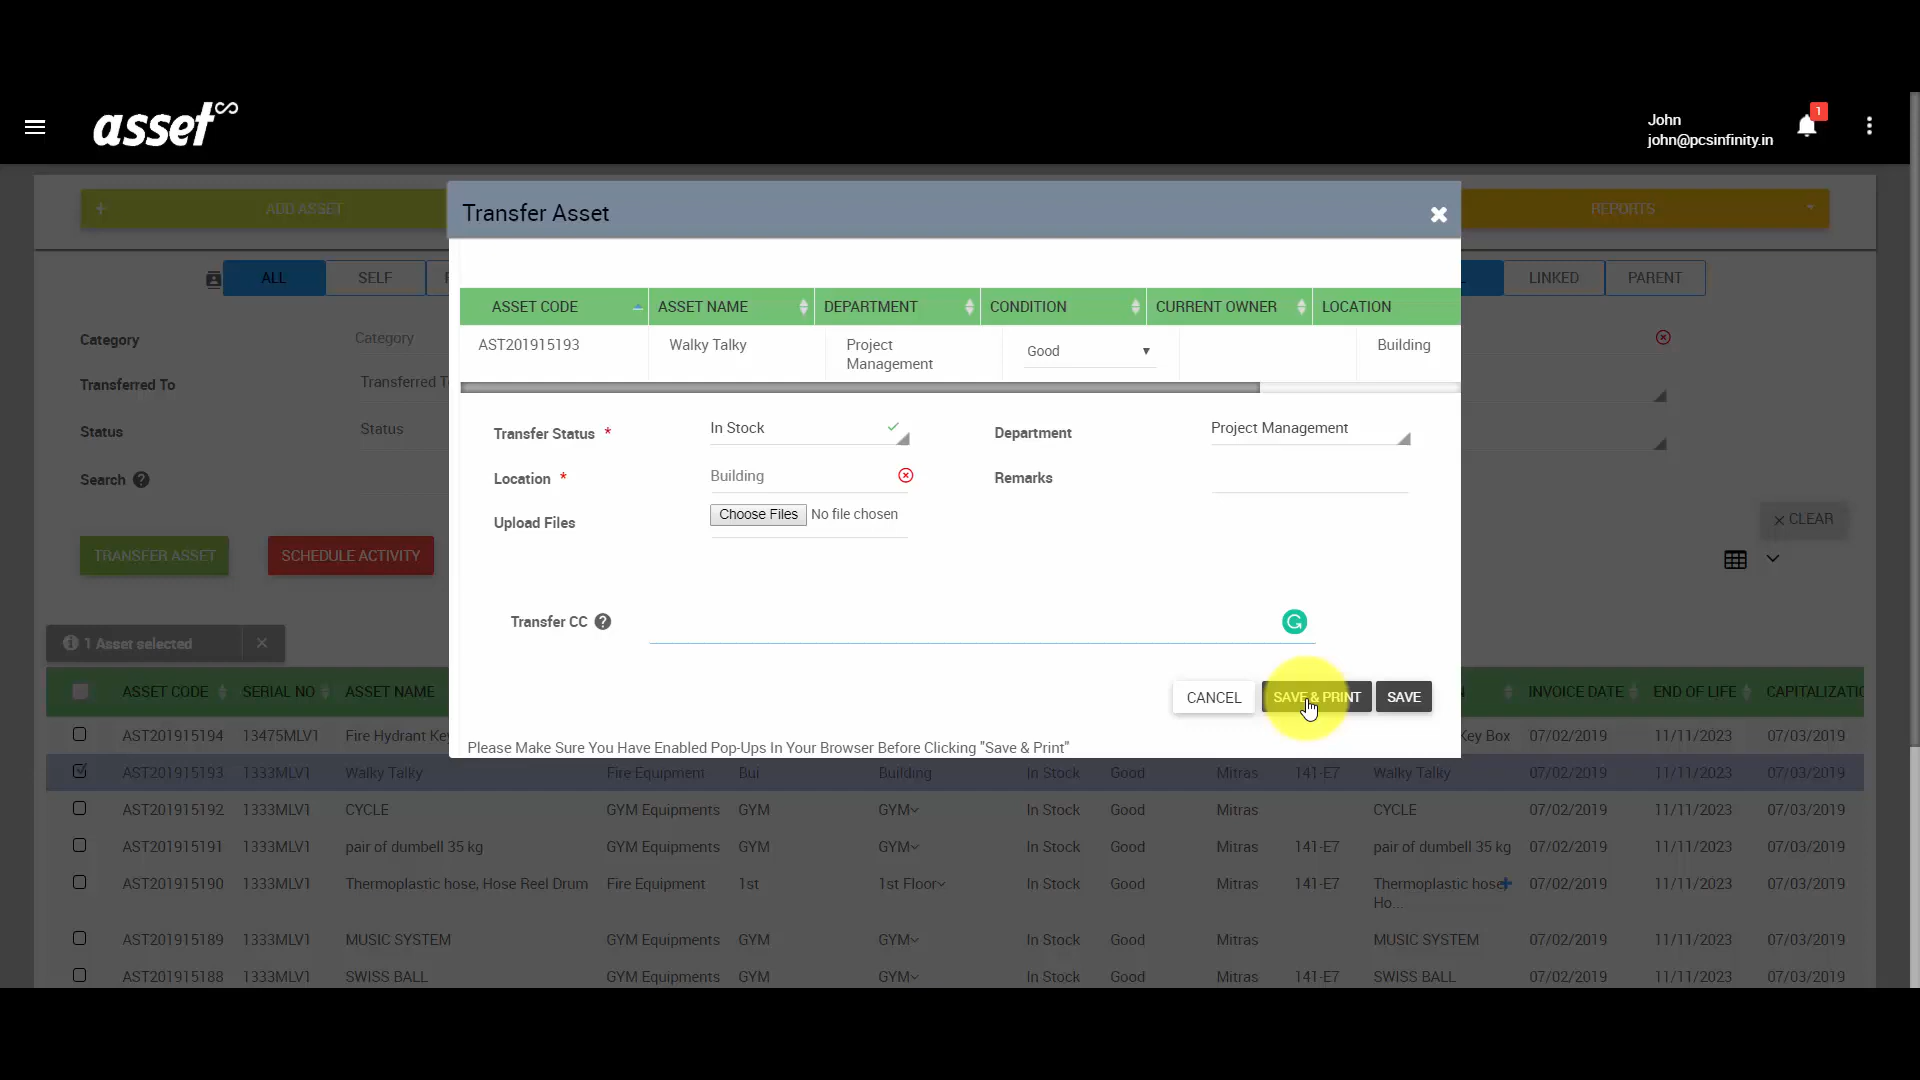 asset∞
John
john@pcsinfinity.in
1
+ ADD ASSET
REPORTS
Transfer Asset
ALL SELF
LINKED PARENT
ASSET CODE ASSET NAME DEPARTMENT CONDITION CURRENT OWNER LOCATION
AST201915193 Walky Talky Project Management Good Building
Category Category
Transferred To Transferred T
Status Status
Search
Transfer Status * In Stock
Department Project Management
Location * Building
Remarks
Upload Files Choose Files No file chosen
CLEAR
TRANSFER ASSET SCHEDULE ACTIVITY
Transfer CC
1 Asset selected
CANCEL SAVE & PRINT SAVE
Please Make Sure You Have Enabled Pop-Ups In Your Browser Before Clicking "Save & Print"
ASSET CODE SERIAL NO ASSET NAME INVOICE DATE END OF LIFE CAPITALIZATIO
AST201915194 13475MLV1 Fire Hydrant Ke Key Box 07/02/2019 11/11/2023 07/03/2019
AST201915193 1333MLV1 Walky Talky Fire Equipment Bui Building In Stock Good Mitras 141-E7 Walky Talky 07/02/2019 11/11/2023 07/03/2019
AST201915192 1333MLV1 CYCLE GYM Equipments GYM GYM In Stock Good Mitras CYCLE 07/02/2019 11/11/2023 07/03/2019
AST201915191 1333MLV1 pair of dumbell 35 kg GYM Equipments GYM GYM In Stock Good Mitras 141-E7 pair of dumbell 35 kg 07/02/2019 11/11/2023 07/03/2019
AST201915190 1333MLV1 Thermoplastic hose, Hose Reel Drum Fire Equipment 1st 1st Floor In Stock Good Mitras 141-E7 Thermoplastic hose, 07/02/2019 11/11/2023 07/03/2019
Ho...
AST201915189 1333MLV1 MUSIC SYSTEM GYM Equipments GYM GYM In Stock Good Mitras MUSIC SYSTEM 07/02/2019 11/11/2023 07/03/2019
AST201915188 1333MLV1 SWISS BALL GYM Equipments GYM GYM In Stock Good Mitras 141-E7 SWISS BALL 07/02/2019 11/11/2023 07/03/2019